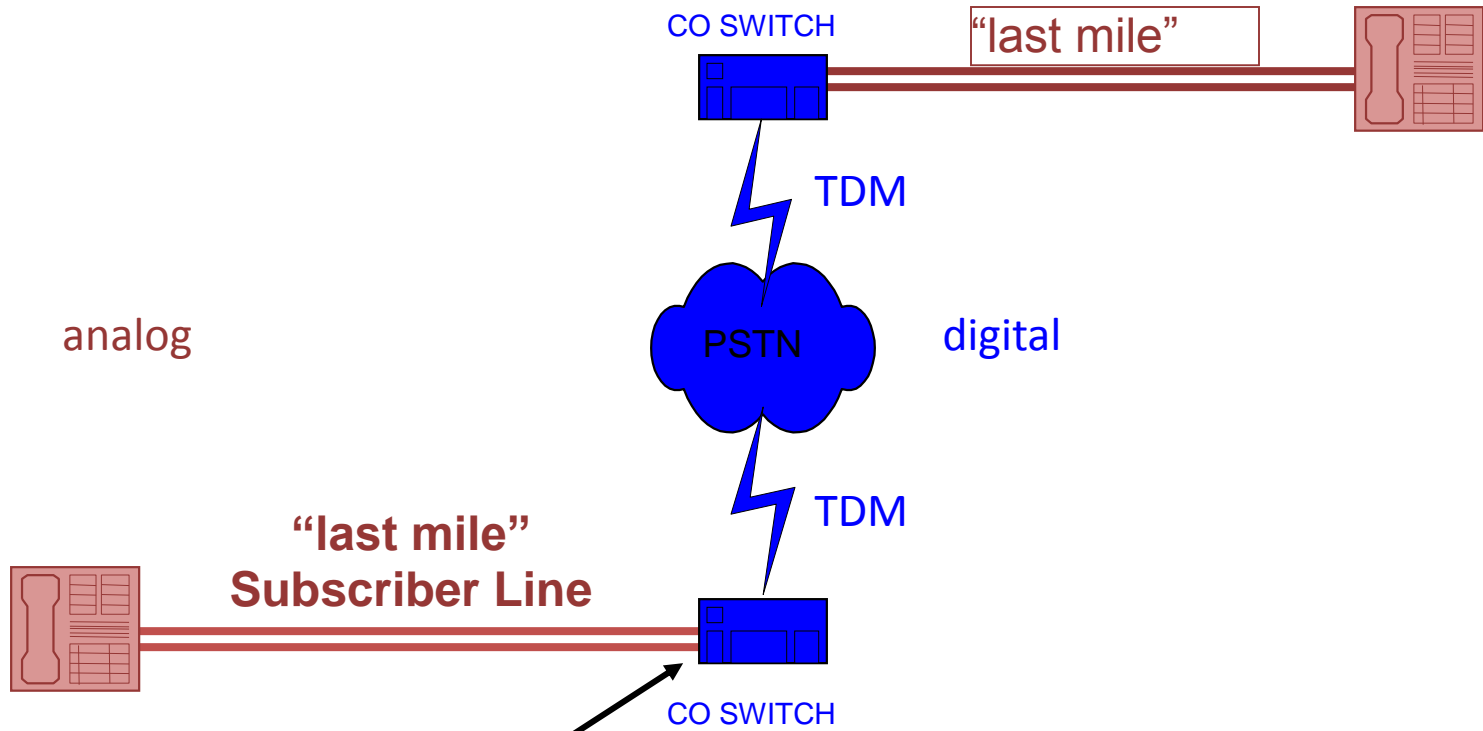 CO SWITCH
“last mile”
TDM
analog
PSTN
digital
TDM
“last mile”
Subscriber Line
CO SWITCH